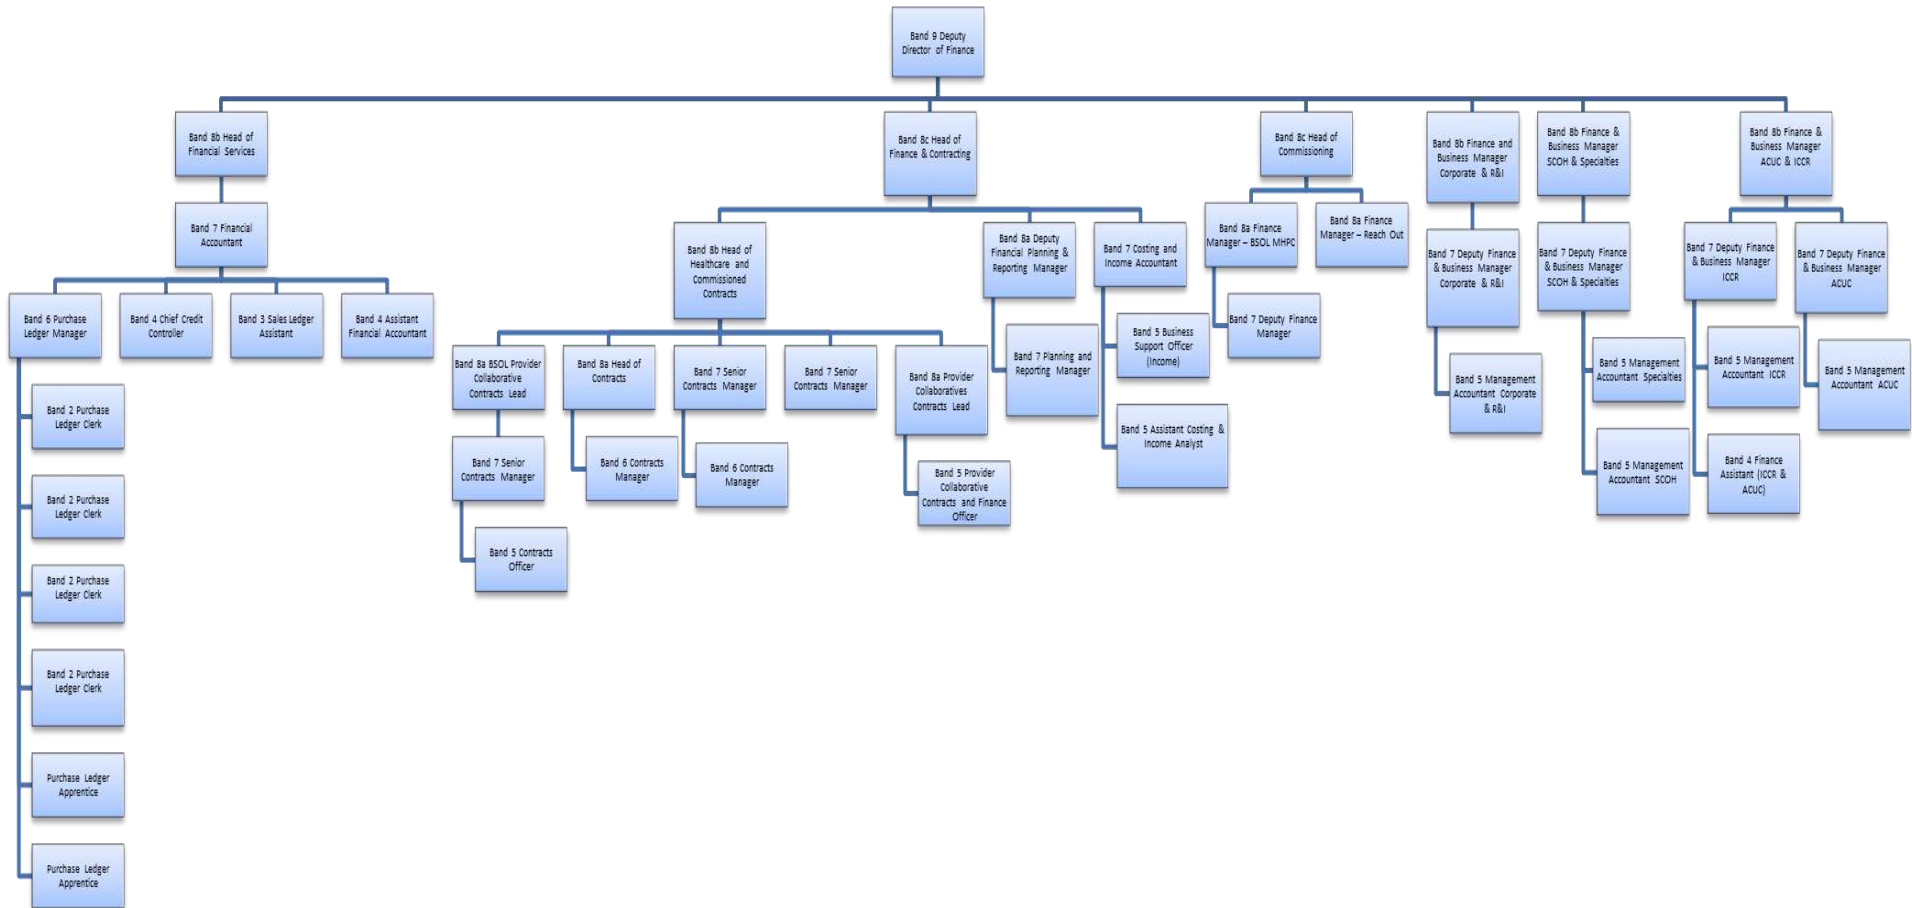 Band 9 Deputy
Director of Finance
Band 8b Head of
Financial Services
Band 8c Head of
Finance & Contracting
Band 8c Head of
Commissioning
Band 8b Finance and
Business Manager
Corporate & R&I
Band 8b Finance &
Business Manager
SCOH & Specialties
Band 8b Finance &
Business Manager
ACUC & ICCR
Band 7 Financial
Accountant
Band 8b Head of
Healthcare and
Commissioned
Contracts
Band 8a Deputy
Financial Planning &
Reporting Manager
Band 7 Costing and
Income Accountant
Band 8a Finance
Manager – BSOL MHPC
Band 8a Finance
Manager – Reach Out
Band 7 Deputy Finance
& Business Manager
Corporate & R&I
Band 7 Deputy Finance
& Business Manager
SCOH & Specialties
Band 7 Deputy Finance
& Business Manager
ICCR
Band 7 Deputy Finance
& Business Manager
ACUC
Band 6 Purchase
Ledger Manager
Band 4 Chief Credit
Controller
Band 3 Sales Ledger
Assistant
Band 4 Assistant
Financial Accountant
Band 8a BSOL Provider
Collaborative
Contracts Lead
Band 8a Head of
Contracts
Band 7 Senior
Contracts Manager
Band 7 Senior
Contracts Manager
Band 8a Provider
Collaboratives
Contracts Lead
Band 7 Planning and
Reporting Manager
Band 5 Business
Support Officer
(Income)
Band 7 Deputy Finance
Manager
Band 5 Management
Accountant Corporate
& R&I
Band 5 Management
Accountant Specialties
Band 5 Management
Accountant ICCR
Band 5 Management
Accountant ACUC
Band 2 Purchase
Ledger Clerk
Band 7 Senior
Contracts Manager
Band 6 Contracts
Manager
Band 6 Contracts
Manager
Band 5 Provider
Collaborative
Contracts and Finance
Officer
Band 5 Assistant Costing &
Income Analyst
Band 5 Management
Accountant SCOH
Band 4 Finance
Assistant (ICCR &
ACUC)
Band 2 Purchase
Ledger Clerk
Band 5 Contracts
Officer
Band 2 Purchase
Ledger Clerk
Band 2 Purchase
Ledger Clerk
Purchase Ledger
Apprentice
Purchase Ledger
Apprentice